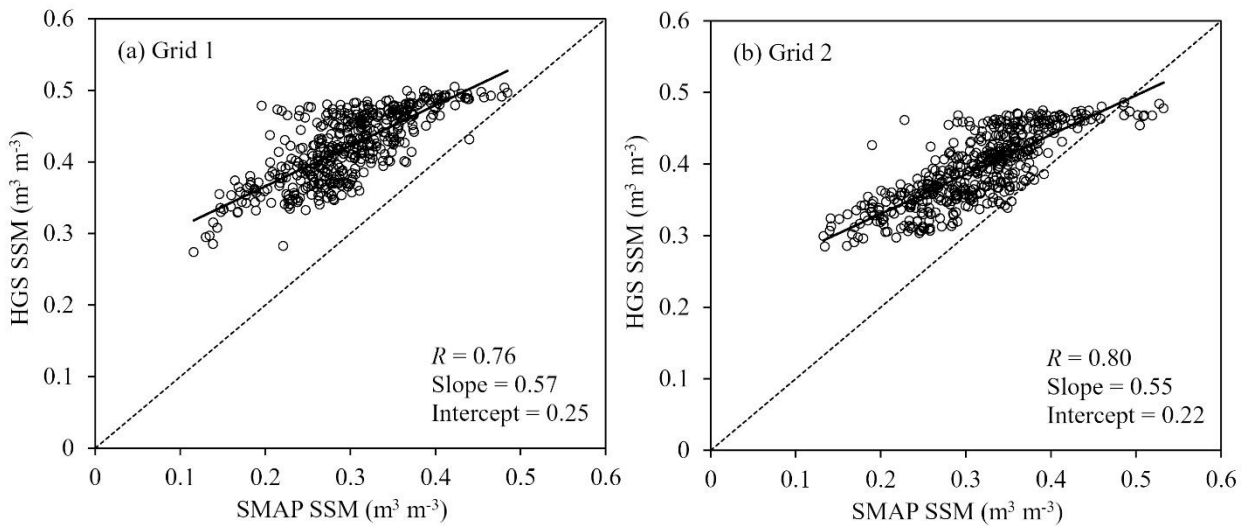 (a) Grid 1
HGS SSM (m³ m⁻³)
0.6
0.5
0.4
0.3
0.2
0.1
0
R = 0.76
Slope = 0.57
Intercept = 0.25
0 0.1 0.2 0.3 0.4 0.5 0.6
SMAP SSM (m³ m⁻³)
(b) Grid 2
HGS SSM (m³ m⁻³)
0.6
0.5
0.4
0.3
0.2
0.1
0
R = 0.80
Slope = 0.55
Intercept = 0.22
0 0.1 0.2 0.3 0.4 0.5 0.6
SMAP SSM (m³ m⁻³)